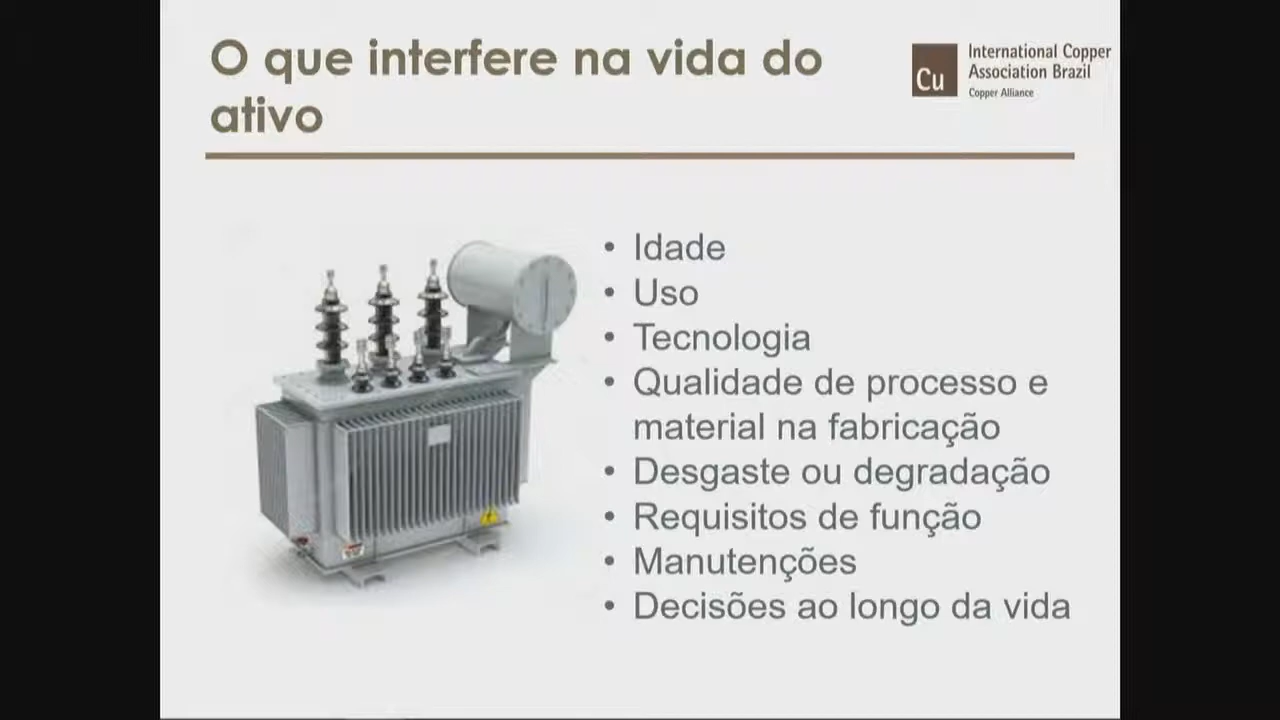 O que interfere na vida do
ativo
Cu
International Copper
Association Brazil
Copper Alliance
• Idade
• Uso
• Tecnologia
• Qualidade de processo e
material na fabricação
• Desgaste ou degradação
• Requisitos de função
• Manutenções
• Decisões ao longo da vida